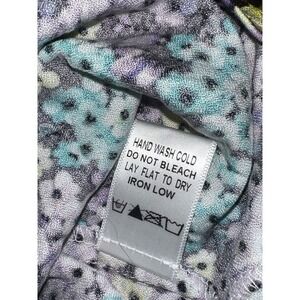 HAND WASH COLD
DO NOT BLEACH
LAY FLAT TO DRY
IRON LOW